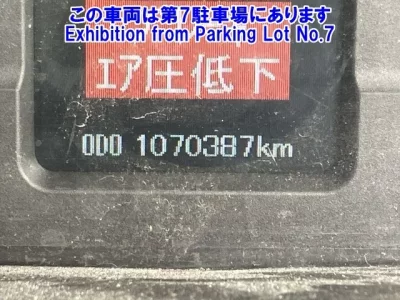 この車両は第7駐車場にあります
Exhibition from Parking Lot No.7
エア圧低下
ODO 1070387km